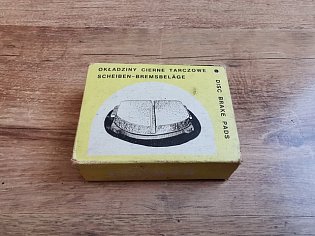 OKŁADZINY CIERNE TARCZOWE
SCHEIBEN-BREMSBELÄGE
DISC BRAKE PADS